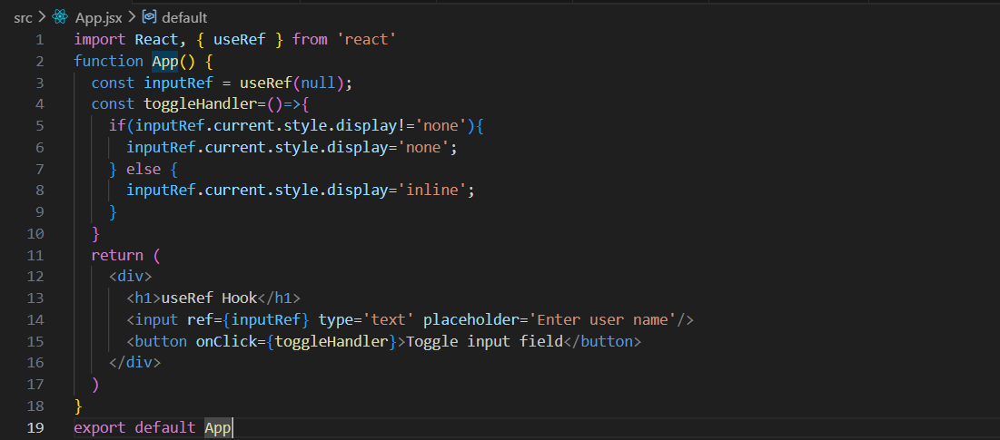 src > App.jsx > default
1 import React, { useRef } from 'react'
2 function App() {
3   const inputRef = useRef(null);
4   const toggleHandler=()=>{
5     if(inputRef.current.style.display!='none'){
6       inputRef.current.style.display='none';
7     } else {
8       inputRef.current.style.display='inline';
9     }
10   }
11   return (
12     <div>
13       <h1>useRef Hook</h1>
14       <input ref={inputRef} type='text' placeholder='Enter user name'/>
15       <button onClick={toggleHandler}>Toggle input field</button>
16     </div>
17   )
18 }
19 export default App